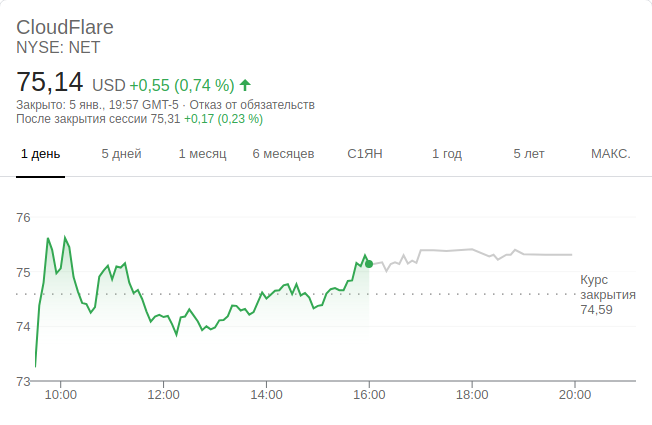 CloudFlare
NYSE: NET
75,14 USD +0,55 (0,74 %)
Закрыто: 5 янв., 19:57 GMT-5 · Отказ от обязательств
После закрытия сессии 75,31 +0,17 (0,23 %)
1 день 5 дней 1 месяц 6 месяцев С1ЯН 1 год 5 лет МАКС.
76
75
74
73
Курс
закрытия
74,59
10:00 12:00 14:00 16:00 18:00 20:00